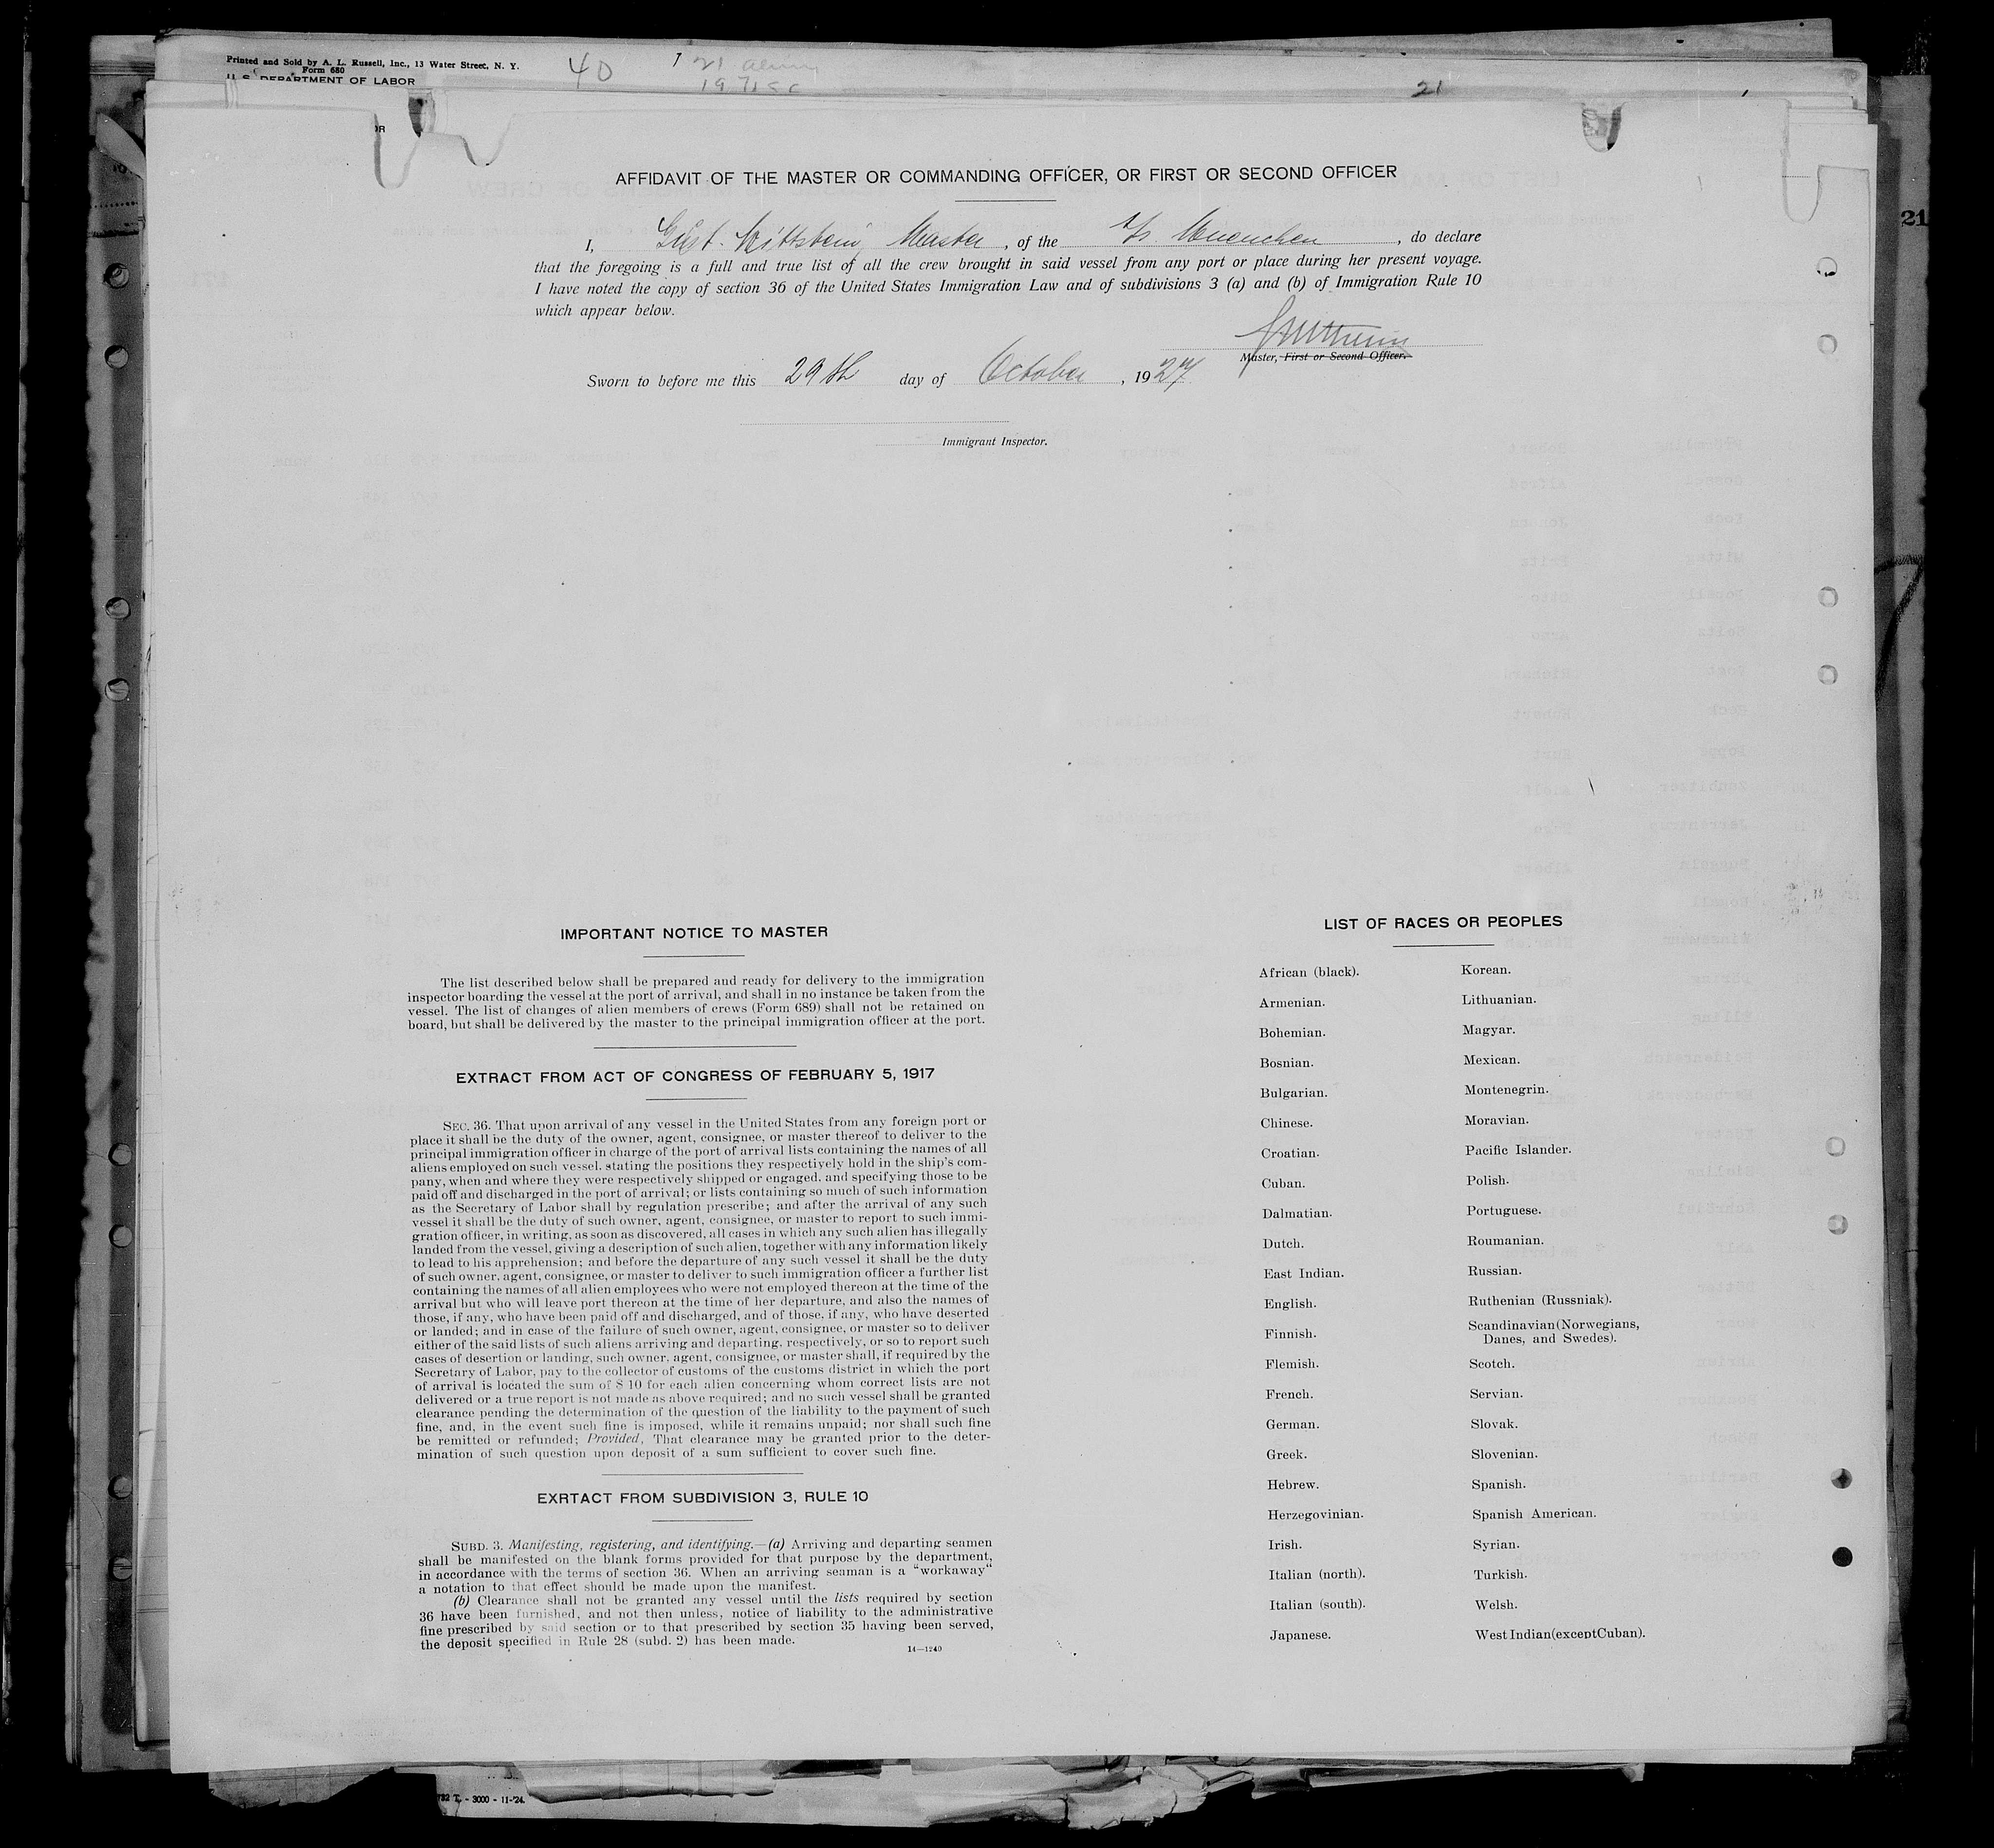 Printed and Sold by A. L. Russell, Inc., 13 Water Street, N. Y.
Form 680
U. S. DEPARTMENT OF LABOR
40
21
21
AFFIDAVIT OF THE MASTER OR COMMANDING OFFICER, OR FIRST OR SECOND OFFICER
I, Gust. Wittstein, Master, of the S/s. Muenchen, do declare
that the foregoing is a full and true list of all the crew brought in said vessel from any port or place during her present voyage.
I have noted the copy of section 36 of the United States Immigration Law and of subdivisions 3 (a) and (b) of Immigration Rule 10
which appear below.
Master, First or Second Officer.
Sworn to before me this 29th day of October, 1927
Immigrant Inspector.
IMPORTANT NOTICE TO MASTER
The list described below shall be prepared and ready for delivery to the immigration
inspector boarding the vessel at the port of arrival, and shall in no instance be taken from the
vessel. The list of changes of alien members of crews (Form 689) shall not be retained on
board, but shall be delivered by the master to the principal immigration officer at the port.
EXTRACT FROM ACT OF CONGRESS OF FEBRUARY 5, 1917
SEC. 36. That upon arrival of any vessel in the United States from any foreign port or
place it shall be the duty of the owner, agent, consignee, or master thereof to deliver to the
principal immigration officer in charge of the port of arrival lists containing the names of all
aliens employed on such vessel, stating the positions they respectively hold in the ship's com-
pany, when and where they were respectively shipped or engaged, and specifying those to be
paid off and discharged in the port of arrival; or lists containing so much of such information
as the Secretary of Labor shall by regulation prescribe; and after the arrival of any such
vessel it shall be the duty of such owner, agent, consignee, or master to report to such immi-
gration officer, in writing, as soon as discovered, all cases in which any such alien has illegally
landed from the vessel, giving a description of such alien, together with any information likely
to lead to his apprehension; and before the departure of any such vessel it shall be the duty
of such owner, agent, consignee, or master to deliver to such immigration officer a further list
containing the names of all alien employees who were not employed thereon at the time of the
arrival but who will leave port thereon at the time of her departure, and also the names of
those, if any, who have been paid off and discharged, and of those, if any, who have deserted
or landed; and in case of the failure of such owner, agent, consignee, or master so to deliver
either of the said lists of such aliens arriving and departing, respectively, or so to report such
cases of desertion or landing, such owner, agent, consignee, or master shall, if required by the
Secretary of Labor, pay to the collector of customs of the customs district in which the port
of arrival is located the sum of $ 10 for each alien concerning whom correct lists are not
delivered or a true report is not made as above required; and no such vessel shall be granted
clearance pending the determination of the question of the liability to the payment of such
fine, and, in the event such fine is imposed, while it remains unpaid; nor shall such fine
be remitted or refunded; Provided, That clearance may be granted prior to the deter-
mination of such question upon deposit of a sum sufficient to cover such fine.
EXRTACT FROM SUBDIVISION 3, RULE 10
SUBD. 3. Manifesting, registering, and identifying.—(a) Arriving and departing seamen
shall be manifested on the blank forms provided for that purpose by the department,
in accordance with the terms of section 36. When an arriving seaman is a "workaway"
a notation to that effect should be made upon the manifest.
(b) Clearance shall not be granted any vessel until the lists required by section
36 have been furnished, and not then unless, notice of liability to the administrative
fine prescribed by said section or to that prescribed by section 35 having been served,
the deposit specified in Rule 28 (subd. 2) has been made.
14—1240
LIST OF RACES OR PEOPLES
African (black).
Armenian.
Bohemian.
Bosnian.
Bulgarian.
Chinese.
Croatian.
Cuban.
Dalmatian.
Dutch.
East Indian.
English.
Finnish.
Flemish.
French.
German.
Greek.
Hebrew.
Herzegovinian.
Irish.
Italian (north).
Italian (south).
Japanese.
Korean.
Lithuanian.
Magyar.
Mexican.
Montenegrin.
Moravian.
Pacific Islander.
Polish.
Portuguese.
Roumanian.
Russian.
Ruthenian (Russniak).
Scandinavian (Norwegians,
Danes, and Swedes).
Scotch.
Servian.
Slovak.
Slovenian.
Spanish.
Spanish American.
Syrian.
Turkish.
Welsh.
West Indian (except Cuban).
T. - 3000 - 11-'24.